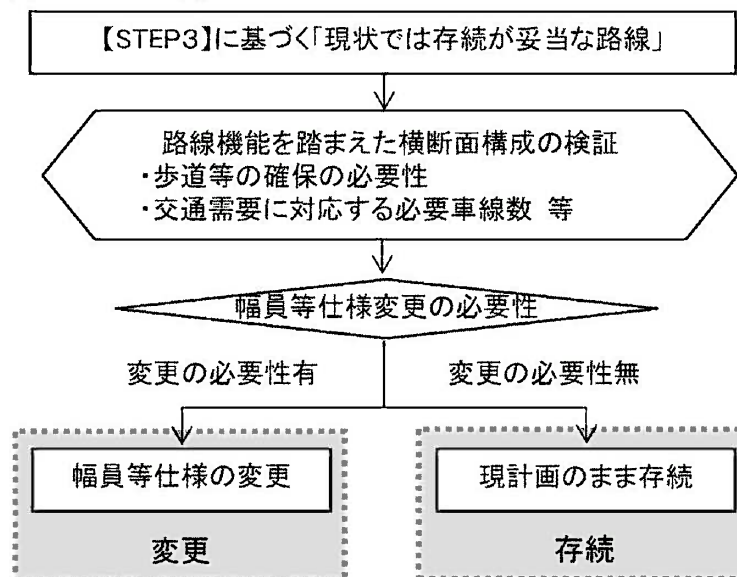 【STEP3】に基づく「現状では存続が妥当な路線」
路線機能を踏まえた横断面構成の検証
・歩道等の確保の必要性
・交通需要に対応する必要車線数 等
幅員等仕様変更の必要性
変更の必要性有
変更の必要性無
幅員等仕様の変更
現計画のまま存続
変更
存続